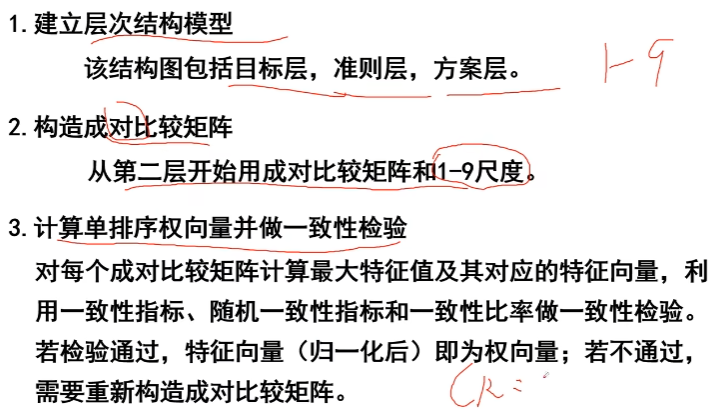 1.建立层次结构模型
该结构图包括目标层，准则层，方案层。
1-9
2.构造成对比较矩阵
从第二层开始用成对比较矩阵和1-9尺度。
3.计算单排序权向量并做一致性检验
对每个成对比较矩阵计算最大特征值及其对应的特征向量，利
用一致性指标、随机一致性指标和一致性比率做一致性检验。
若检验通过，特征向量（归一化后）即为权向量；若不通过，
需要重新构造成对比较矩阵。
CR=